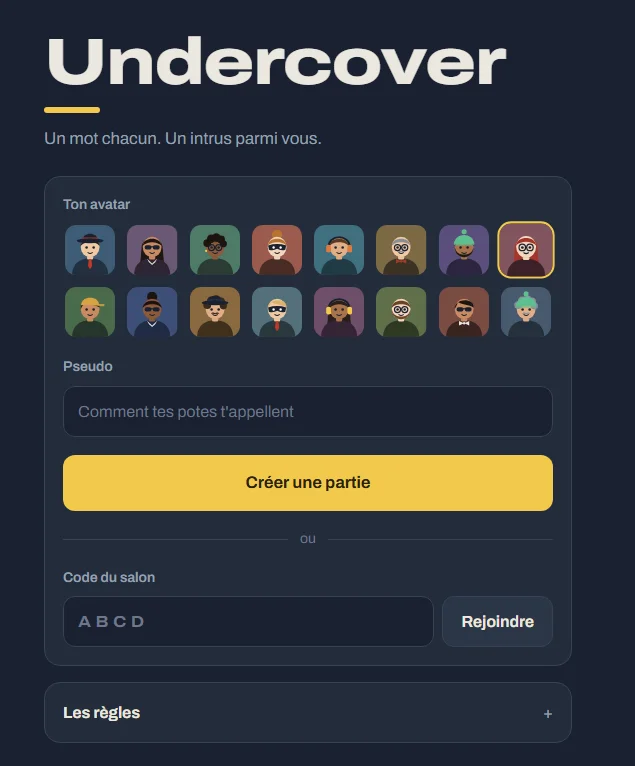 Undercover
Un mot chacun. Un intrus parmi vous.
Ton avatar
Pseudo
Comment tes potes t'appellent
Créer une partie
ou
Code du salon
A B C D
Rejoindre
Les règles
+